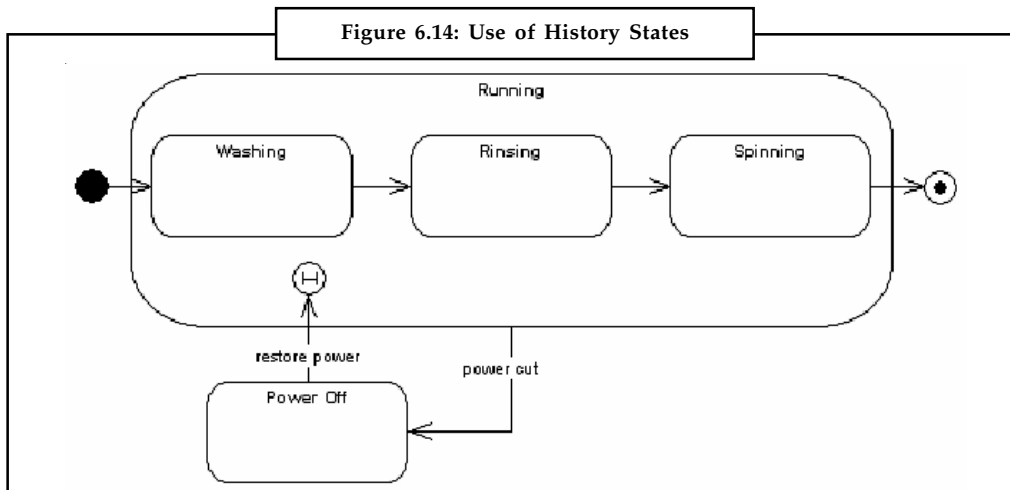 Figure 6.14: Use of History States
Running
Washing
Rinsing
Spinning
H
restore power
power cut
Power Off